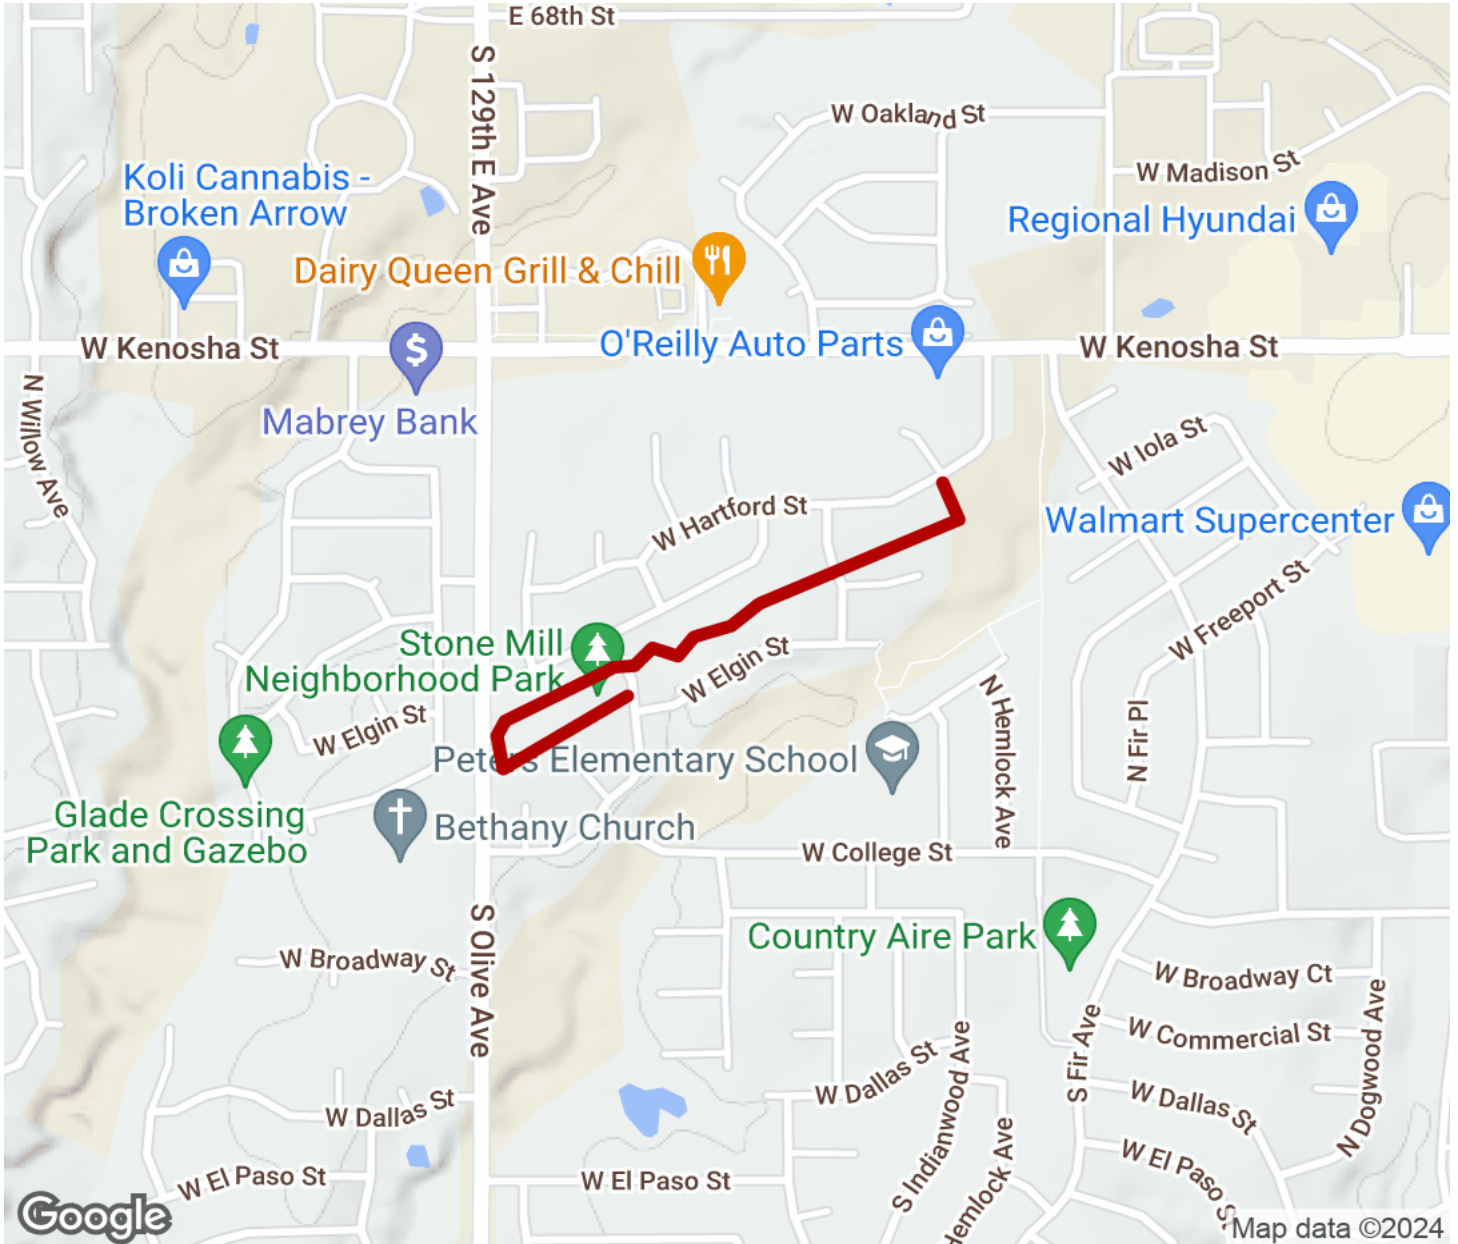 E 68th St
S 129th E Ave
W Oakland St
W Madison St
Koli Cannabis -
Broken Arrow
Regional Hyundai
Dairy Queen Grill & Chill
O'Reilly Auto Parts
W Kenosha St
W Kenosha St
Mabrey Bank
N Willow Ave
W Iola St
W Hartford St
Walmart Supercenter
W Freeport St
Stone Mill
Neighborhood Park
W Elgin St
W Elgin St
N Hemlock Ave
N Fir Pl
Peters Elementary School
Glade Crossing
Park and Gazebo
Bethany Church
W College St
S Olive Ave
Country Aire Park
W Broadway St
W Broadway Ct
W Commercial St
S Fir Ave
N Dogwood Ave
W Dallas St
W Dallas St
W Dallas St
S Indianwood Ave
Hemlock Ave
W El Paso St
W El Paso St
W El Paso St
Google
Map data ©2024